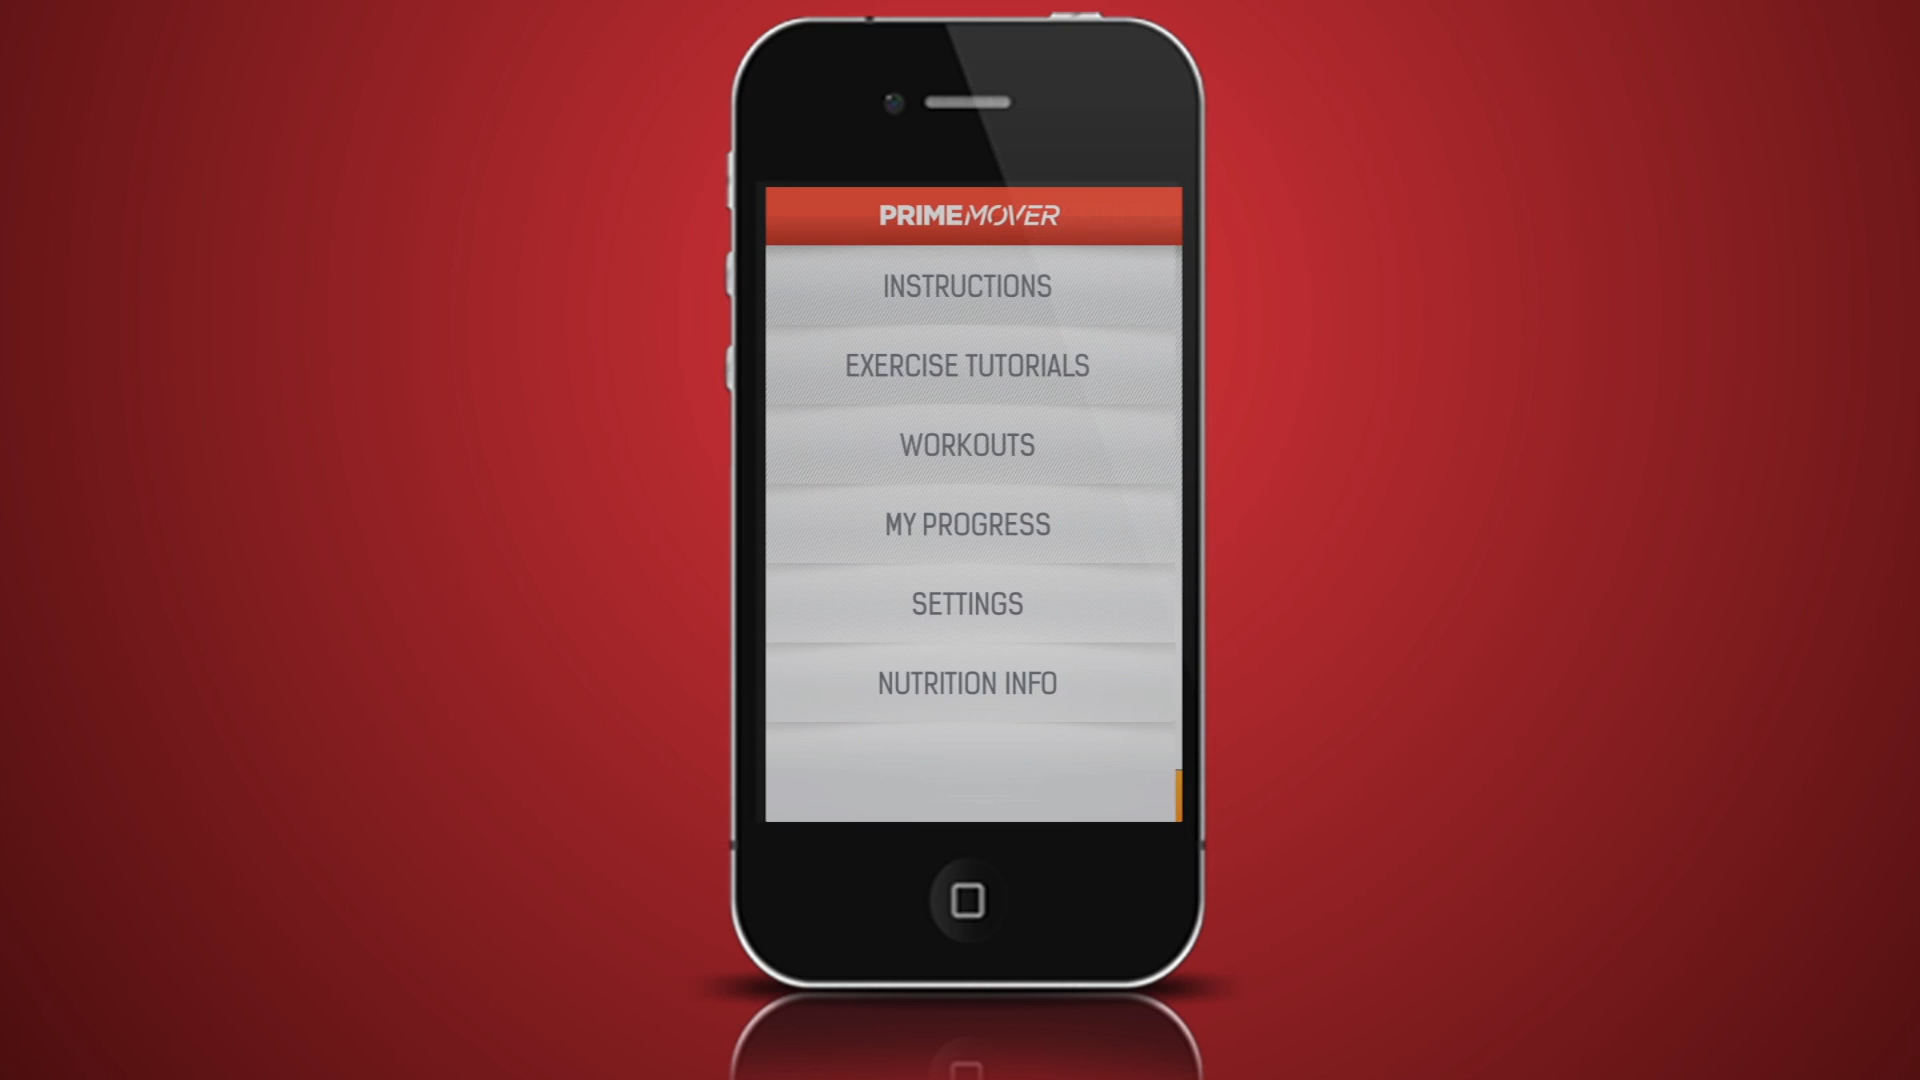 PRIMEMOVER
INSTRUCTIONS
EXERCISE TUTORIALS
WORKOUTS
MY PROGRESS
SETTINGS
NUTRITION INFO